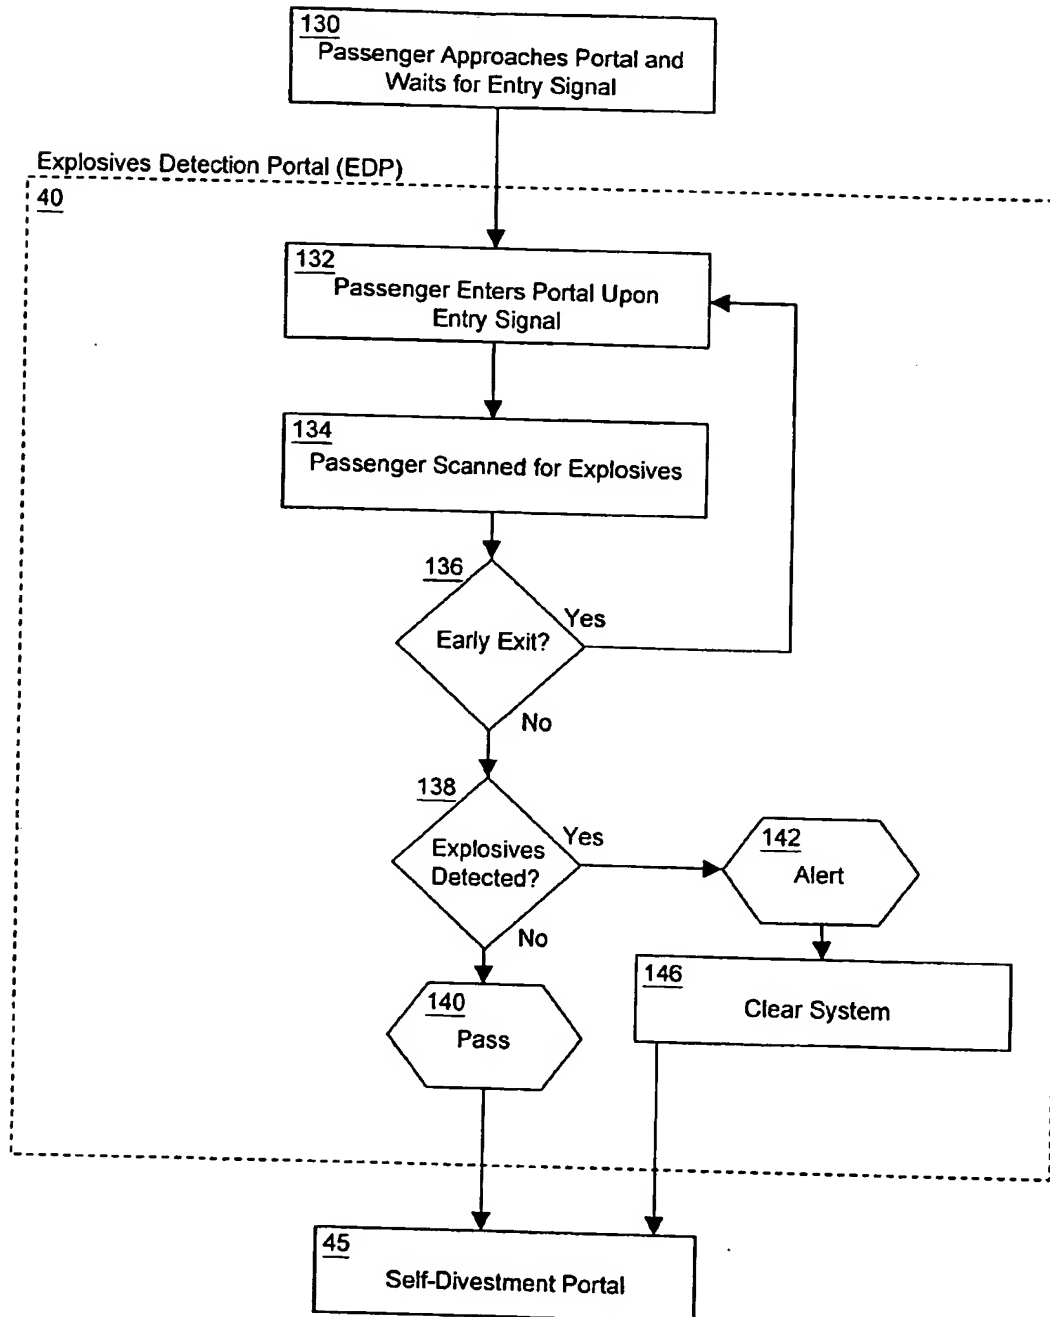 130
Passenger Approaches Portal and
Waits for Entry Signal
Explosives Detection Portal (EDP)
40
132
Passenger Enters Portal Upon
Entry Signal
134
Passenger Scanned for Explosives
136
Yes
Early Exit?
No
138
Yes
Explosives
Detected?
No
142
Alert
146
Clear System
140
Pass
45
Self-Divestment Portal